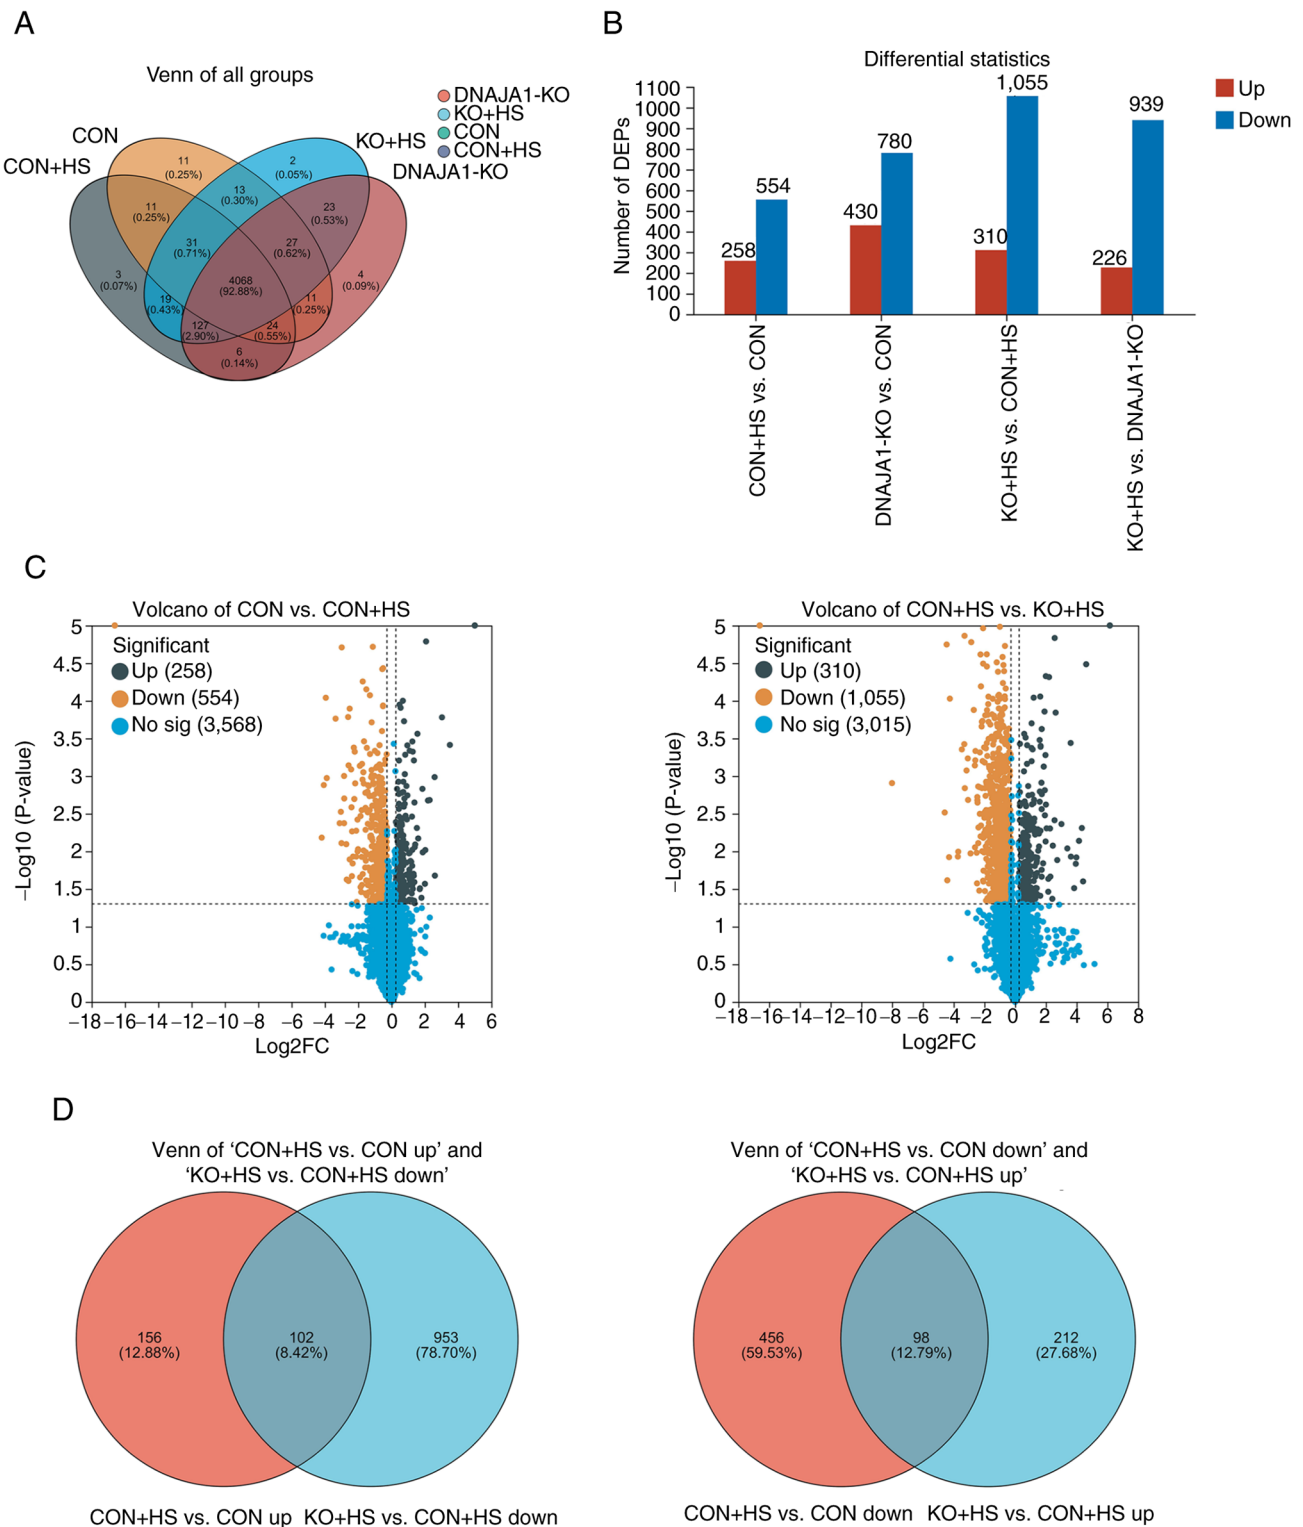 A
Venn of all groups
DNAJA1-KO
KO+HS
CON
CON+HS
CON
CON+HS
KO+HS
DNAJA1-KO
11
(0.25%)
2
(0.05%)
13
(0.30%)
11
(0.25%)
23
(0.53%)
31
(0.71%)
27
(0.62%)
3
(0.07%)
4068
(92.88%)
4
(0.09%)
19
(0.43%)
11
(0.25%)
127
(2.90%)
24
(0.55%)
6
(0.14%)
B
Differential statistics
Number of DEPs
1100
1000
900
800
700
600
500
400
300
200
100
0
258
554
430
780
310
1,055
226
939
Up
Down
CON+HS vs. CON
DNAJA1-KO vs. CON
KO+HS vs. CON+HS
KO+HS vs. DNAJA1-KO
C
Volcano of CON vs. CON+HS
Significant
Up (258)
Down (554)
No sig (3,568)
–Log10 (P-value)
5
4.5
4
3.5
3
2.5
2
1.5
1
0.5
0
–18 –16 –14 –12 –10 –8 –6 –4 –2 0 2 4 6
Log2FC
Volcano of CON+HS vs. KO+HS
Significant
Up (310)
Down (1,055)
No sig (3,015)
–Log10 (P-value)
5
4.5
4
3.5
3
2.5
2
1.5
1
0.5
0
–18 –16 –14 –12 –10 –8 –6 –4 –2 0 2 4 6 8
Log2FC
D
Venn of ‘CON+HS vs. CON up’ and
‘KO+HS vs. CON+HS down’
156
(12.88%)
102
(8.42%)
953
(78.70%)
CON+HS vs. CON up KO+HS vs. CON+HS down
Venn of ‘CON+HS vs. CON down’ and
‘KO+HS vs. CON+HS up’
456
(59.53%)
98
(12.79%)
212
(27.68%)
CON+HS vs. CON down KO+HS vs. CON+HS up